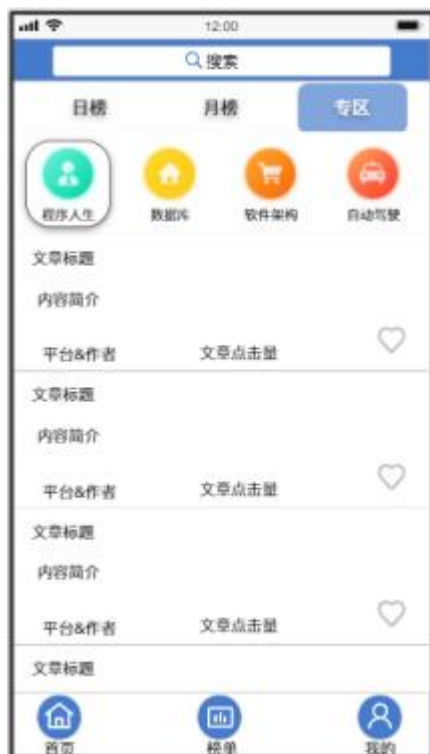 12:00
搜索
日榜 月榜 专区
程序人生 数据库 软件架构 自动驾驶
文章标题
内容简介
平台&作者 文章点击量
文章标题
内容简介
平台&作者 文章点击量
文章标题
内容简介
平台&作者 文章点击量
文章标题
首页 榜单 我的